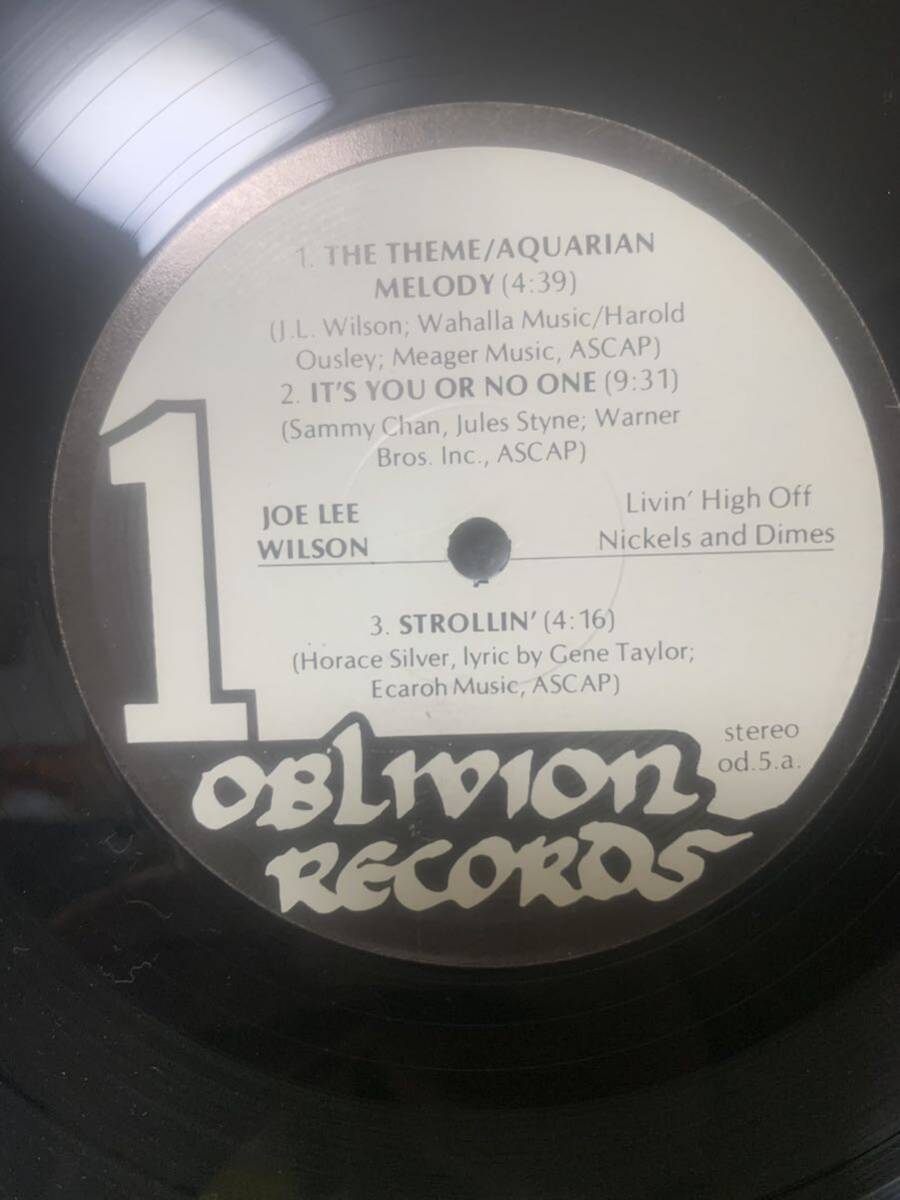 1. THE THEME/AQUARIAN
MELODY (4:39)
(J.L. Wilson; Wahalla Music/Harold
Ousley; Meager Music, ASCAP)
2. IT'S YOU OR NO ONE (9:31)
(Sammy Chan, Jules Styne; Warner
Bros. Inc., ASCAP)
1
JOE LEE
WILSON
Livin' High Off
Nickels and Dimes
3. STROLLIN' (4:16)
(Horace Silver, lyric by Gene Taylor;
Ecaroh Music, ASCAP)
stereo
od.5.a.
OBLIVION
RECORDS